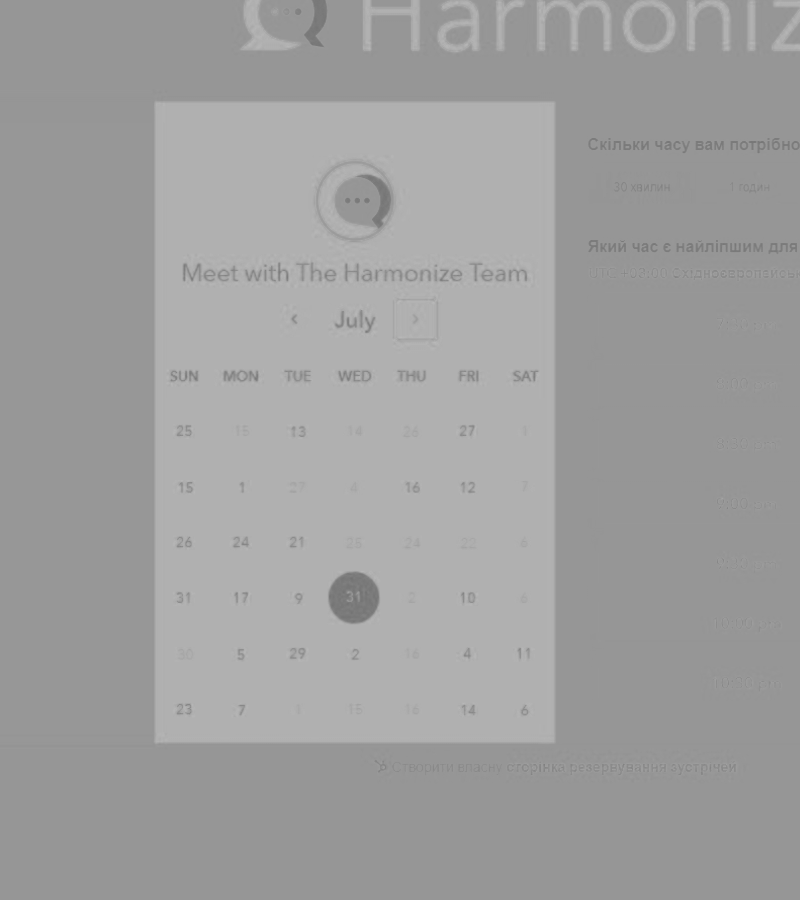 Harmoniz
Meet with The Harmonize Team
July
SUN MON TUE WED THU FRI SAT
25 15 13 14 26 27 1
15 1 27 4 16 12 7
26 24 21 25 24 22 6
31 17 9 31 2 10 6
30 5 29 2 16 4 11
23 7 1 15 16 14 6
Скільки часу вам потрібно
30 хвилин 1 годин
Який час є найліпшим для
Створити власну сторінка резервування зустрічей